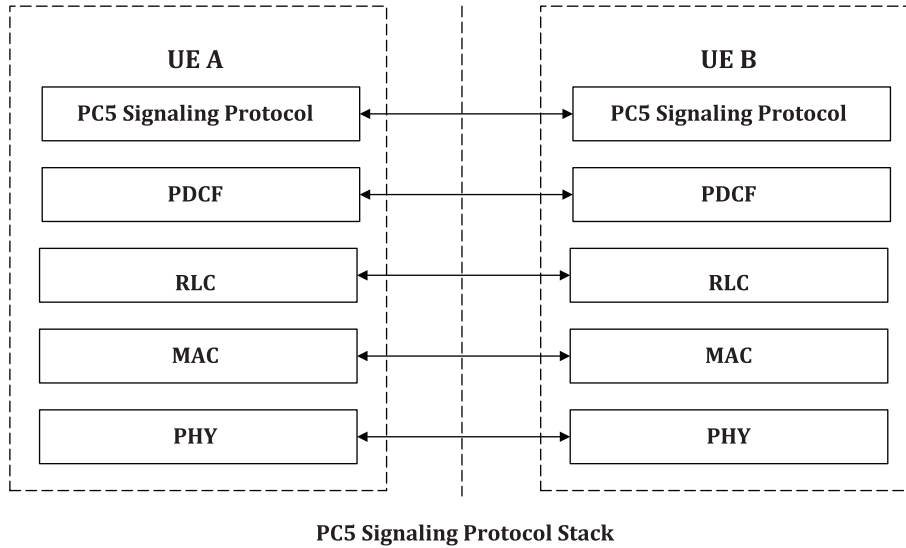 UE A
UE B
PC5 Signaling Protocol
PC5 Signaling Protocol
PDCF
PDCF
RLC
RLC
MAC
MAC
PHY
PHY
PC5 Signaling Protocol Stack